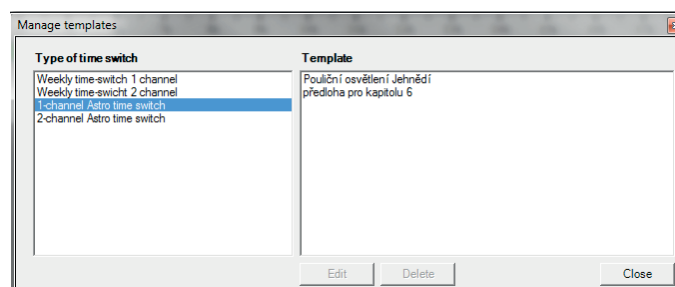 Manage templates
Type of time switch
Template
Weekly time-switch 1 channel
Weekly time-swicht 2 channel
1-channel Astro time switch
2-channel Astro time switch
Pouliční osvětlení Jehnědí
předloha pro kapitolu 6
Edit
Delete
Close